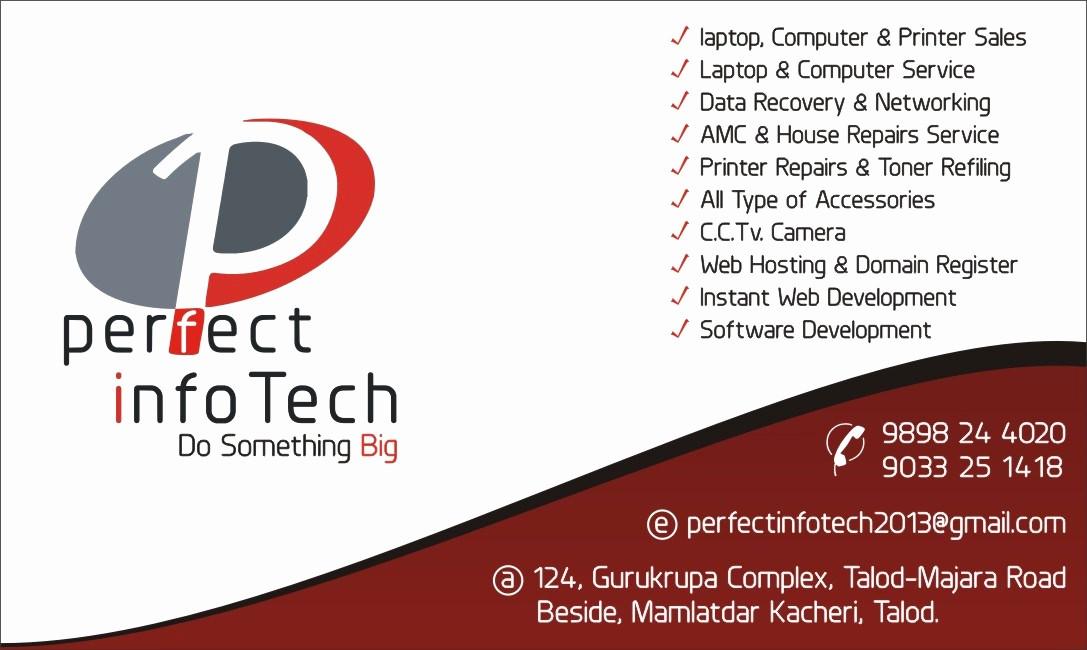 perfect
infoTech
Do Something Big
laptop, Computer & Printer Sales
Laptop & Computer Service
Data Recovery & Networking
AMC & House Repairs Service
Printer Repairs & Toner Refiling
All Type of Accessories
C.C.Tv. Camera
Web Hosting & Domain Register
Instant Web Development
Software Development
9898 24 4020
9033 25 1418
e perfectinfotech2013@gmail.com
a 124, Gurukrupa Complex, Talod-Majara Road
Beside, Mamlatdar Kacheri, Talod.